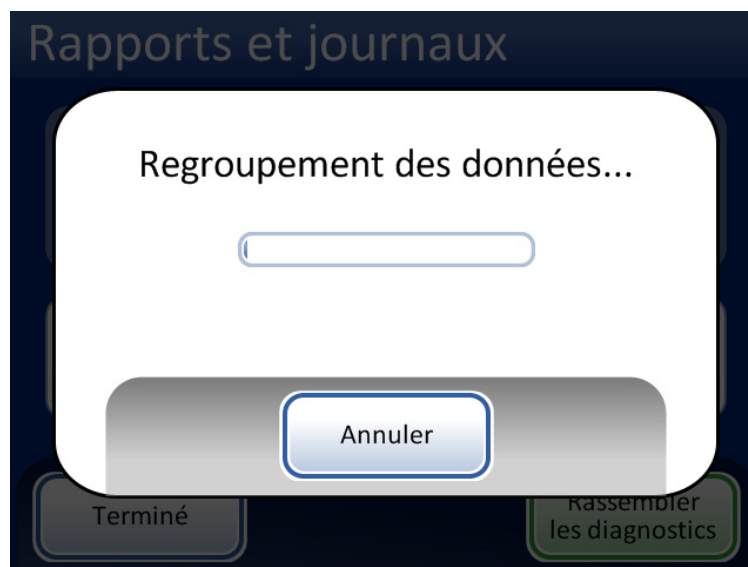 Rapports et journaux
Regroupement des données...
Annuler
Terminé
Rassembler
les diagnostics